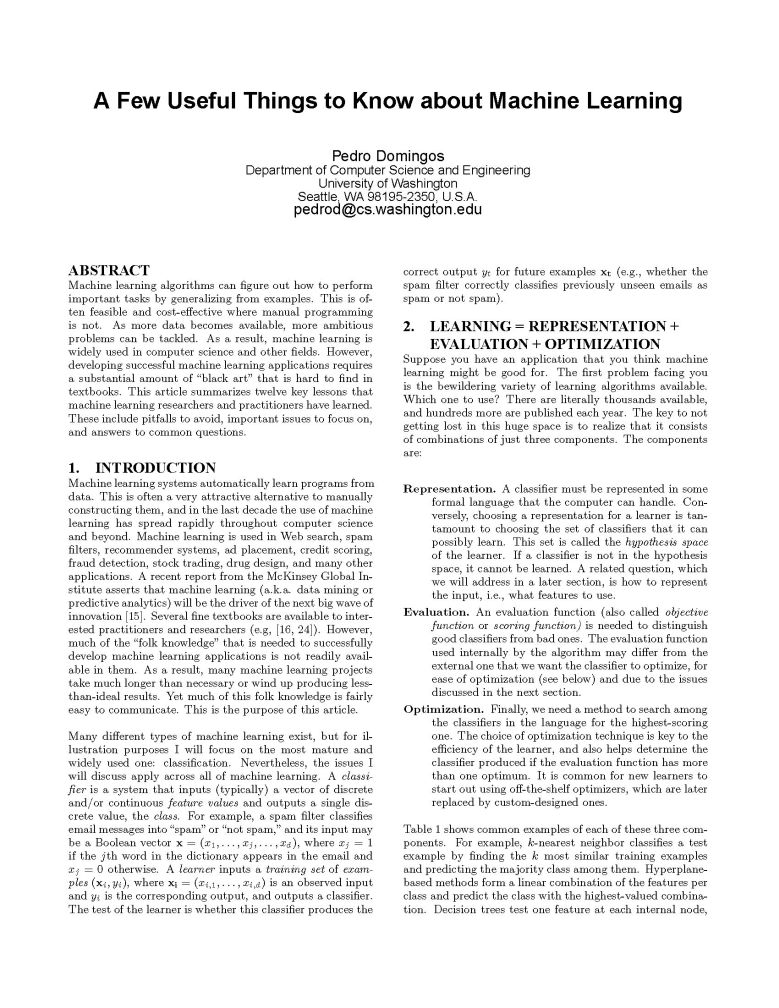 A Few Useful Things to Know about Machine Learning
Pedro Domingos
Department of Computer Science and Engineering
University of Washington
Seattle, WA 98195-2350, U.S.A.
pedrod@cs.washington.edu
ABSTRACT
Machine learning algorithms can figure out how to perform
important tasks by generalizing from examples. This is of-
ten feasible and cost-effective where manual programming
is not. As more data becomes available, more ambitious
problems can be tackled. As a result, machine learning is
widely used in computer science and other fields. However,
developing successful machine learning applications requires
a substantial amount of “black art” that is hard to find in
textbooks. This article summarizes twelve key lessons that
machine learning researchers and practitioners have learned.
These include pitfalls to avoid, important issues to focus on,
and answers to common questions.
1. INTRODUCTION
Machine learning systems automatically learn programs from
data. This is often a very attractive alternative to manually
constructing them, and in the last decade the use of machine
learning has spread rapidly throughout computer science
and beyond. Machine learning is used in Web search, spam
filters, recommender systems, ad placement, credit scoring,
fraud detection, stock trading, drug design, and many other
applications. A recent report from the McKinsey Global In-
stitute asserts that machine learning (a.k.a. data mining or
predictive analytics) will be the driver of the next big wave of
innovation [15]. Several fine textbooks are available to inter-
ested practitioners and researchers (e.g, [16, 24]). However,
much of the “folk knowledge” that is needed to successfully
develop machine learning applications is not readily avail-
able in them. As a result, many machine learning projects
take much longer than necessary or wind up producing less-
than-ideal results. Yet much of this folk knowledge is fairly
easy to communicate. This is the purpose of this article.
Many different types of machine learning exist, but for il-
lustration purposes I will focus on the most mature and
widely used one: classification. Nevertheless, the issues I
will discuss apply across all of machine learning. A classi-
fier is a system that inputs (typically) a vector of discrete
and/or continuous feature values and outputs a single dis-
crete value, the class. For example, a spam filter classifies
email messages into “spam” or “not spam,” and its input may
be a Boolean vector x = (x1, . . . , xj, . . . , xd), where xj = 1
if the jth word in the dictionary appears in the email and
xj = 0 otherwise. A learner inputs a training set of exam-
ples (xi, yi), where xi = (xi,1, . . . , xi,d) is an observed input
and yi is the corresponding output, and outputs a classifier.
The test of the learner is whether this classifier produces the
correct output yt for future examples xt (e.g., whether the
spam filter correctly classifies previously unseen emails as
spam or not spam).
2. LEARNING = REPRESENTATION +
EVALUATION + OPTIMIZATION
Suppose you have an application that you think machine
learning might be good for. The first problem facing you
is the bewildering variety of learning algorithms available.
Which one to use? There are literally thousands available,
and hundreds more are published each year. The key to not
getting lost in this huge space is to realize that it consists
of combinations of just three components. The components
are:
Representation. A classifier must be represented in some
formal language that the computer can handle. Con-
versely, choosing a representation for a learner is tan-
tamount to choosing the set of classifiers that it can
possibly learn. This set is called the hypothesis space
of the learner. If a classifier is not in the hypothesis
space, it cannot be learned. A related question, which
we will address in a later section, is how to represent
the input, i.e., what features to use.
Evaluation. An evaluation function (also called objective
function or scoring function) is needed to distinguish
good classifiers from bad ones. The evaluation function
used internally by the algorithm may differ from the
external one that we want the classifier to optimize, for
ease of optimization (see below) and due to the issues
discussed in the next section.
Optimization. Finally, we need a method to search among
the classifiers in the language for the highest-scoring
one. The choice of optimization technique is key to the
efficiency of the learner, and also helps determine the
classifier produced if the evaluation function has more
than one optimum. It is common for new learners to
start out using off-the-shelf optimizers, which are later
replaced by custom-designed ones.
Table 1 shows common examples of each of these three com-
ponents. For example, k-nearest neighbor classifies a test
example by finding the k most similar training examples
and predicting the majority class among them. Hyperplane-
based methods form a linear combination of the features per
class and predict the class with the highest-valued combina-
tion. Decision trees test one feature at each internal node,